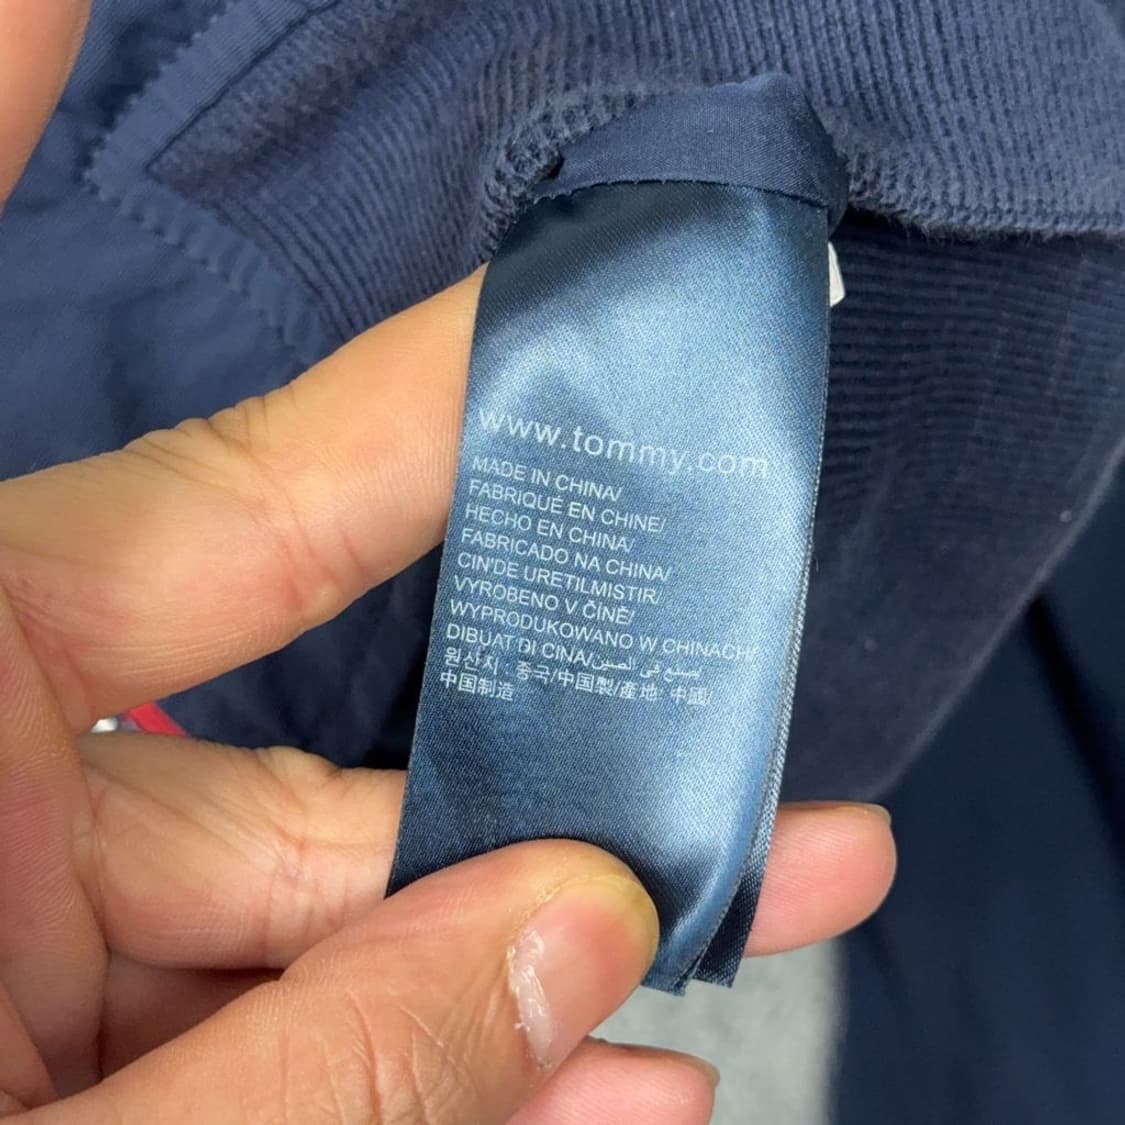 www.tommy.com
MADE IN CHINA/
FABRIQUÉ EN CHINE/
HECHO EN CHINA/
FABRICADO NA CHINA/
CIN'DE URETILMISTIR/
VYROBENO V ČÍNĚ/
WYPRODUKOWANO W CHINACH/
DIBUAT DI CINA/يصنع في الصين
원산지 중국/中国製/產地 中國/
中国制造